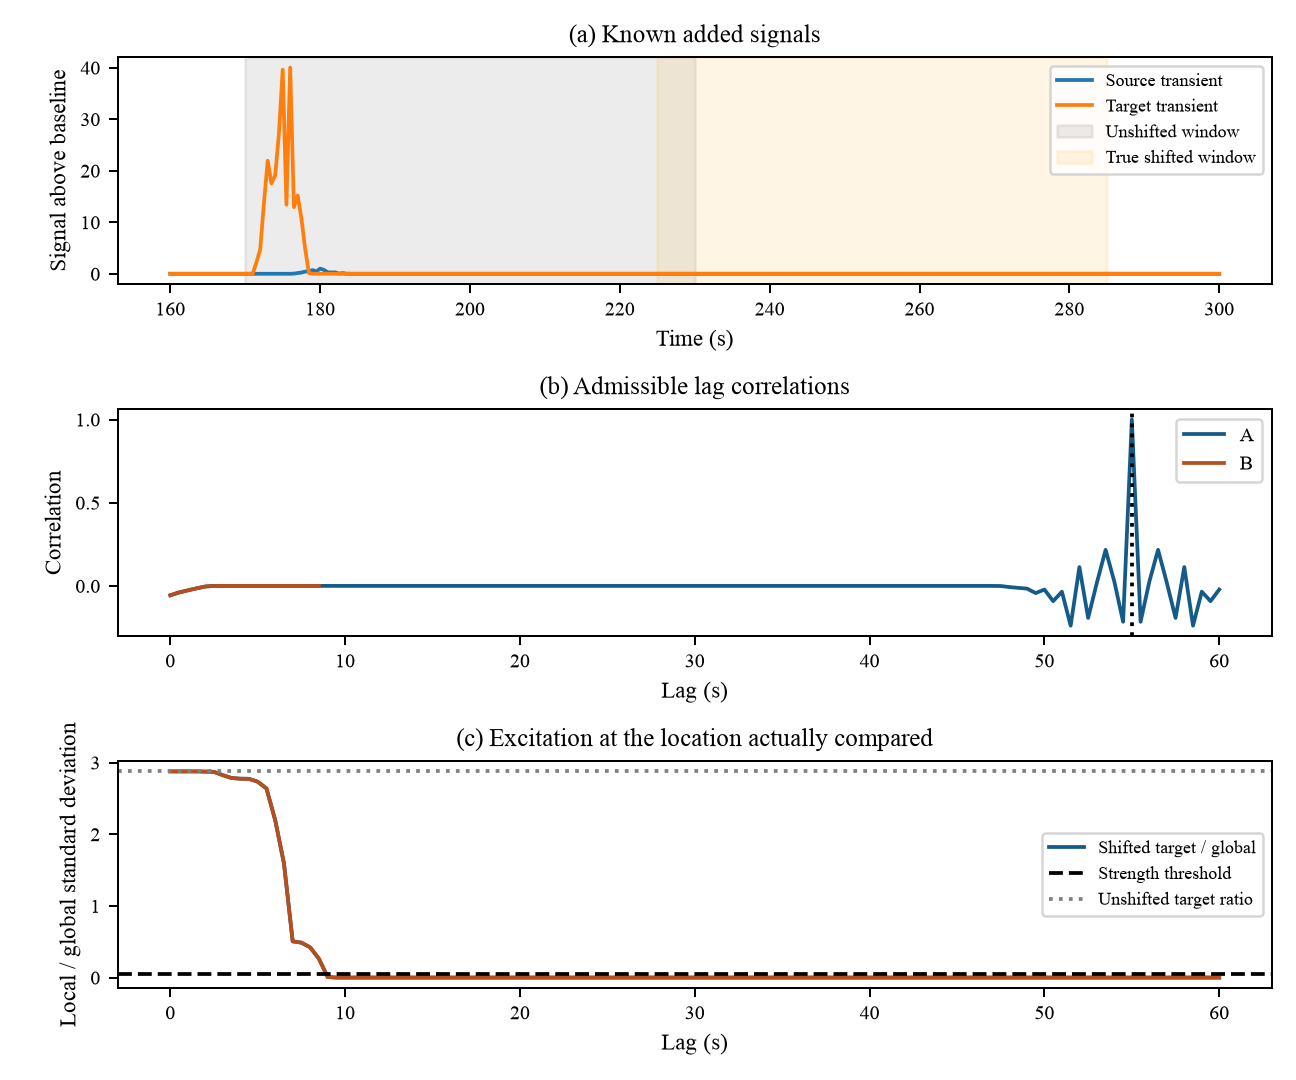 (a) Known added signals
Signal above baseline
40
30
20
10
0
Source transient
Target transient
Unshifted window
True shifted window
160 180 200 220 240 260 280 300
Time (s)
(b) Admissible lag correlations
Correlation
1.0
0.5
0.0
A
B
0 10 20 30 40 50 60
Lag (s)
(c) Excitation at the location actually compared
Local / global standard deviation
3
2
1
0
Shifted target / global
Strength threshold
Unshifted target ratio
0 10 20 30 40 50 60
Lag (s)